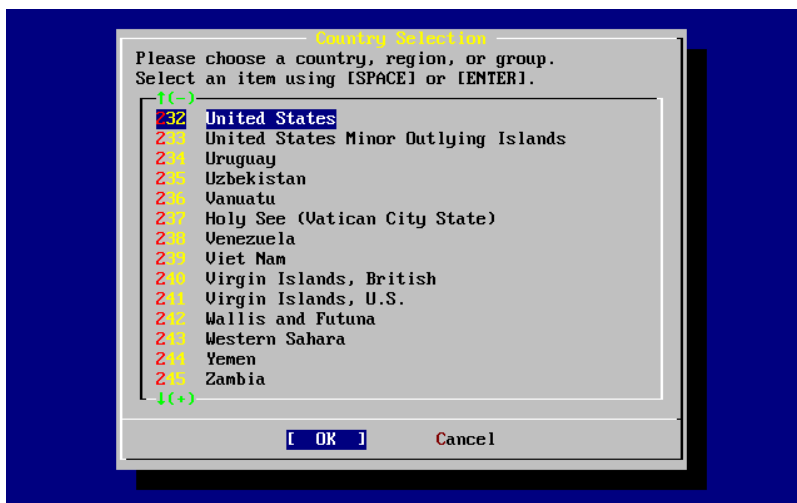 Country Selection
Please choose a country, region, or group.
Select an item using [SPACE] or [ENTER].
↑(-)
232 United States
233 United States Minor Outlying Islands
234 Uruguay
235 Uzbekistan
236 Vanuatu
237 Holy See (Vatican City State)
238 Venezuela
239 Viet Nam
240 Virgin Islands, British
241 Virgin Islands, U.S.
242 Wallis and Futuna
243 Western Sahara
244 Yemen
245 Zambia
↓(+)
[ OK ] Cancel